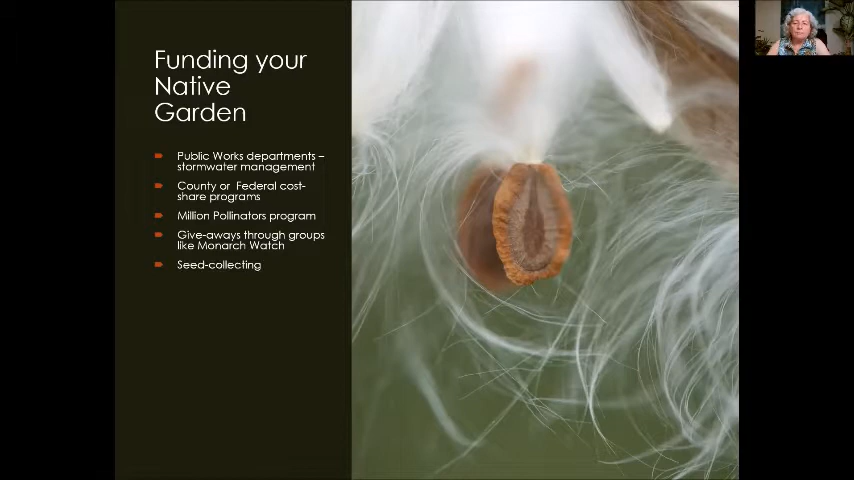 Funding your
Native
Garden
Public Works departments –
stormwater management
County or Federal cost-
share programs
Million Pollinators program
Give-aways through groups
like Monarch Watch
Seed-collecting